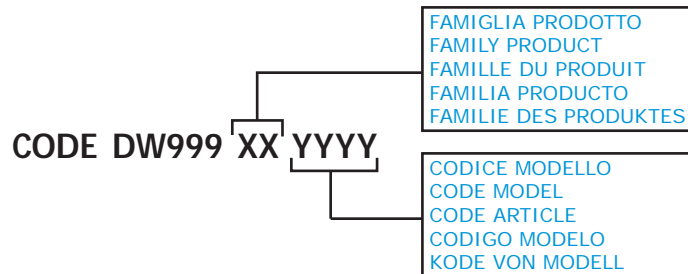 FAMIGLIA PRODOTTO
FAMILY PRODUCT
FAMILLE DU PRODUIT
FAMILIA PRODUCTO
FAMILIE DES PRODUKTES
CODE DW999 XX YYYY
CODICE MODELLO
CODE MODEL
CODE ARTICLE
CODIGO MODELO
KODE VON MODELL